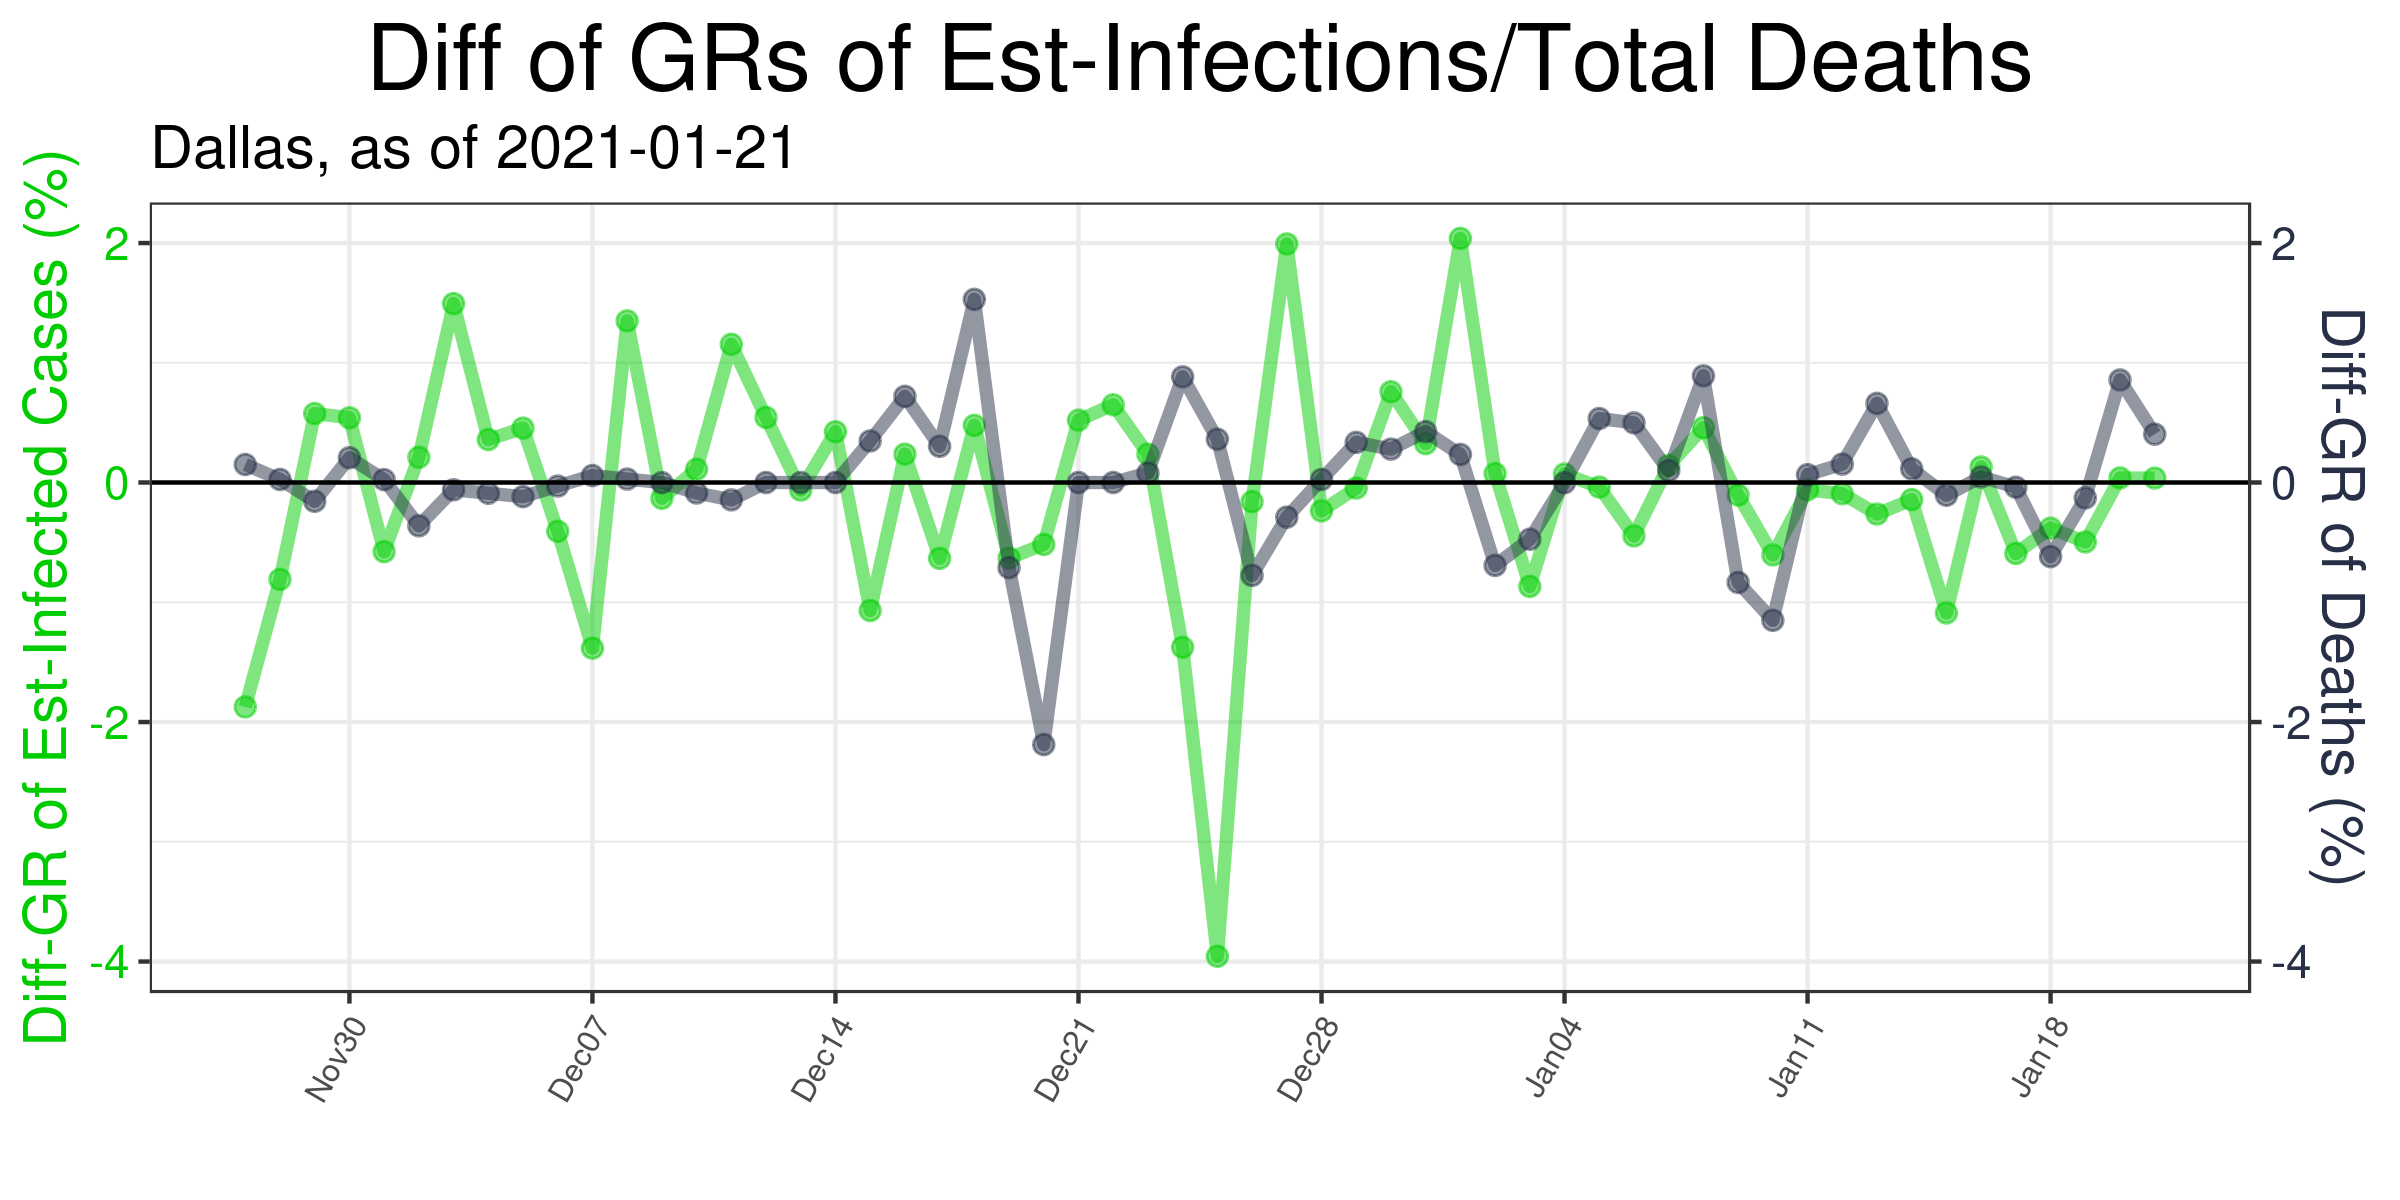 Diff of GRs of Est-Infections/Total Deaths
Dallas, as of 2021-01-21
Diff-GR of Est-Infected Cases (%)
2
0
-2
-4
2
0
-2
-4
Diff-GR of Deaths (%)
Nov30
Dec07
Dec14
Dec21
Dec28
Jan04
Jan11
Jan18